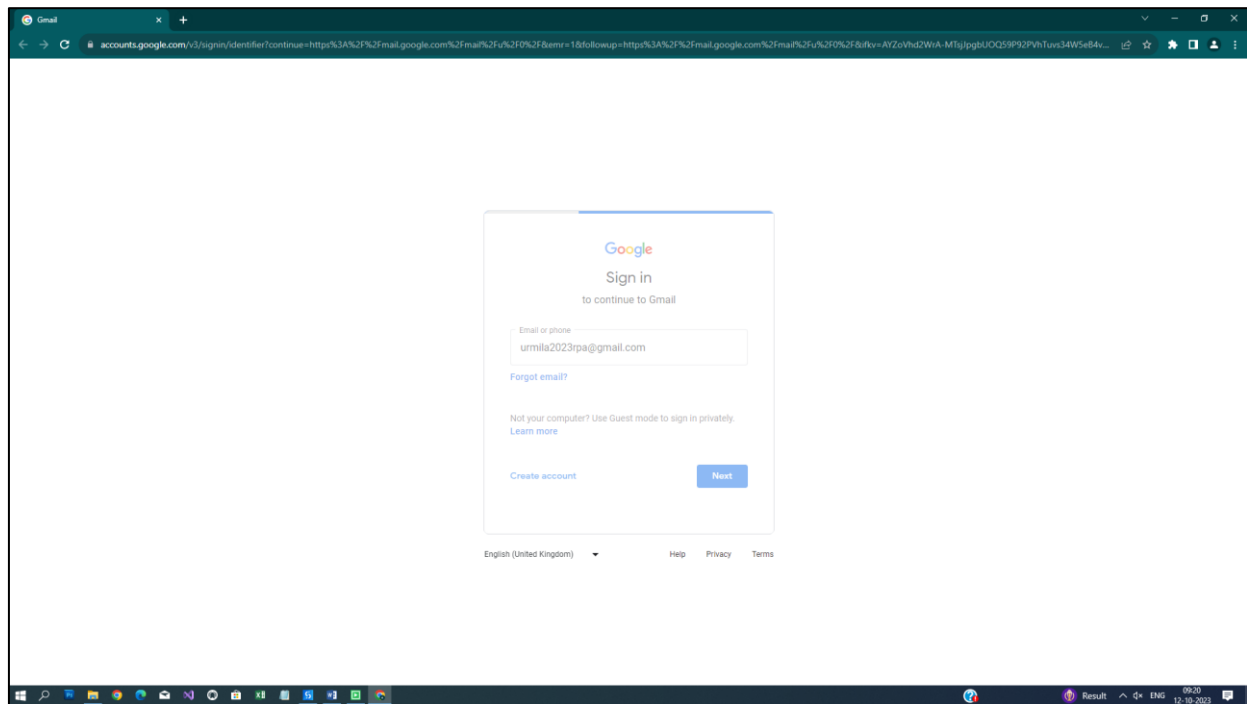 Gmail
accounts.google.com/v3/signin/identifier?continue=https%3A%2F%2Fmail.google.com%2Fmail%2Fu%2F0%2F&emr=1&followup=https%3A%2F%2Fmail.google.com%2Fmail%2Fu%2F0%2F&ifkv=AYZoVhd2WrA-MTsjJpgbUOQ59P92PVhTuvs34W5eB4v...
Google
Sign in
to continue to Gmail
Email or phone
urmila2023rpa@gmail.com
Forgot email?
Not your computer? Use Guest mode to sign in privately.
Learn more
Create account
Next
English (United Kingdom)
Help Privacy Terms
Result ENG 09:20
12-10-2023